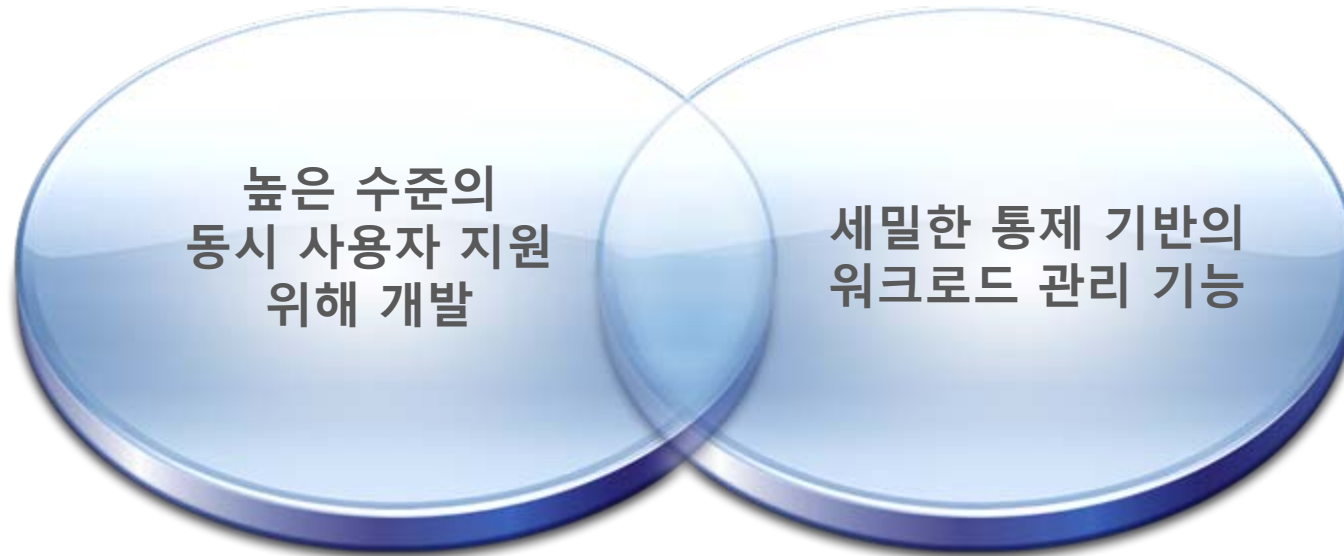 높은 수준의
동시 사용자 지원
위해 개발
세밀한 통제 기반의
워크로드 관리 기능